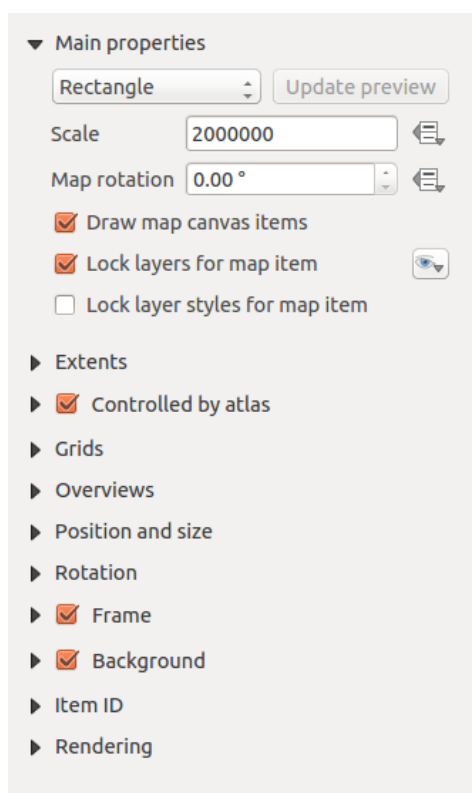 Main properties
Rectangle Update preview
Scale 2000000
Map rotation 0.00 °
Draw map canvas items
Lock layers for map item
Lock layer styles for map item
Extents
Controlled by atlas
Grids
Overviews
Position and size
Rotation
Frame
Background
Item ID
Rendering